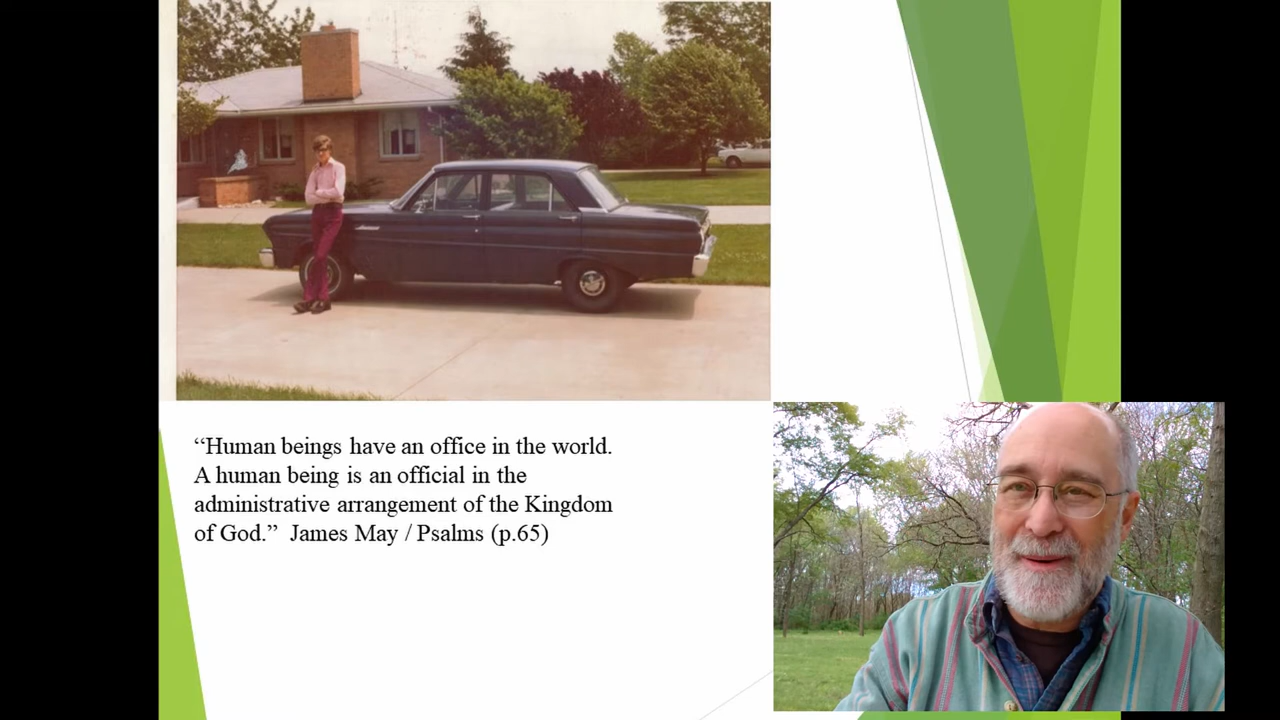 “Human beings have an office in the world.
A human being is an official in the
administrative arrangement of the Kingdom
of God.”  James May / Psalms (p.65)